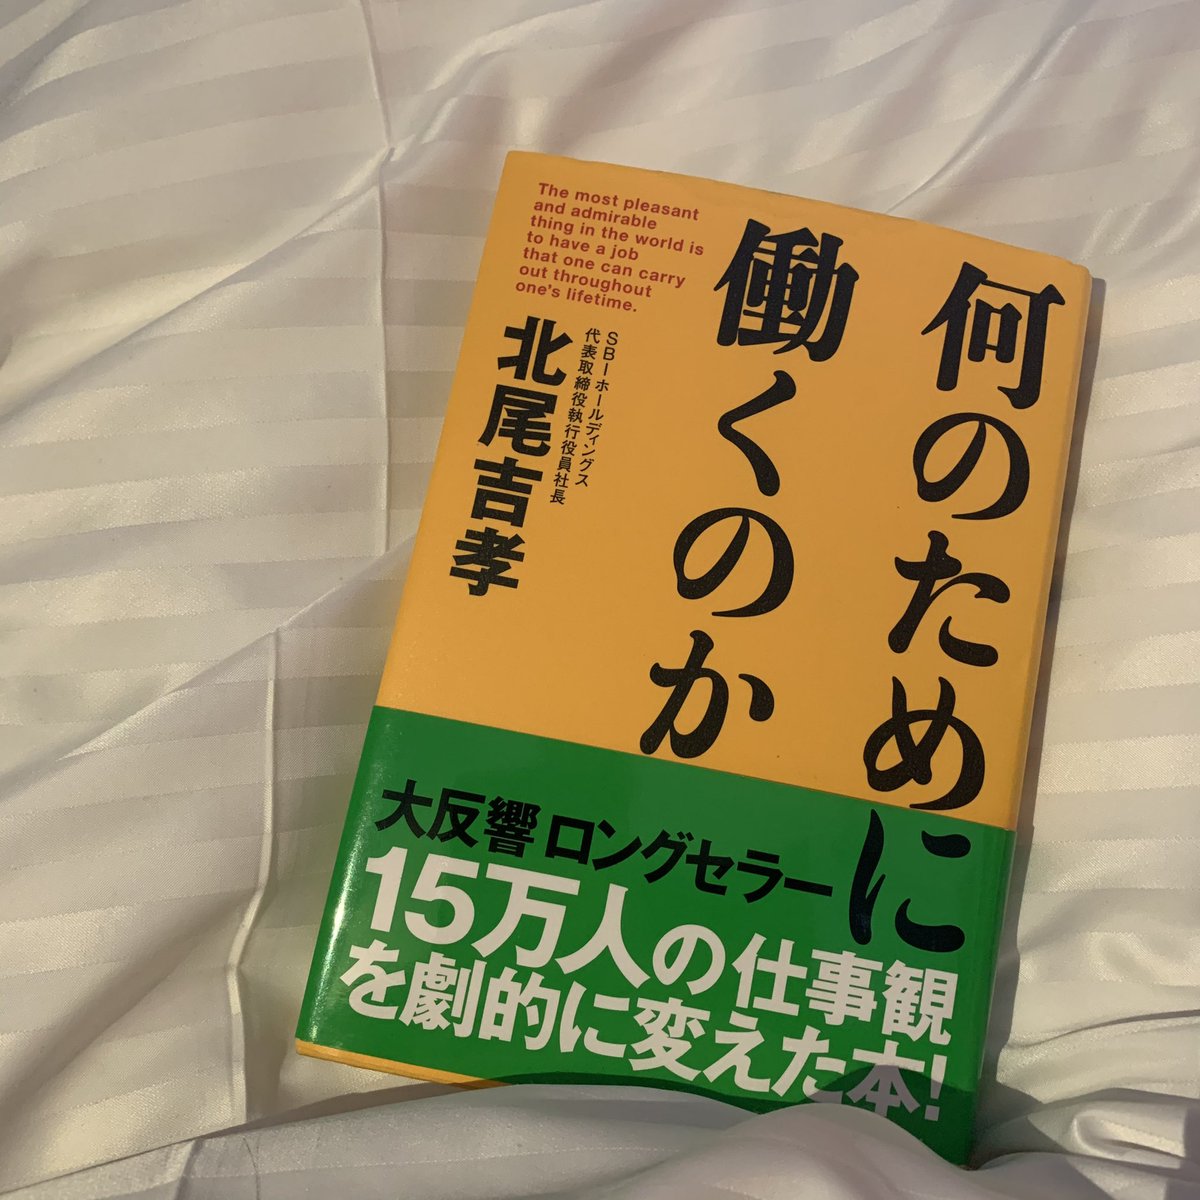 何のために
働くのか
The most pleasant
and admirable
thing in the world is
to have a job
that one can carry
out throughout
one's lifetime.
SBIホールディングス
代表取締役執行役員社長
北尾吉孝
大反響 ロングセラー
15万人の仕事観
を劇的に変えた本!